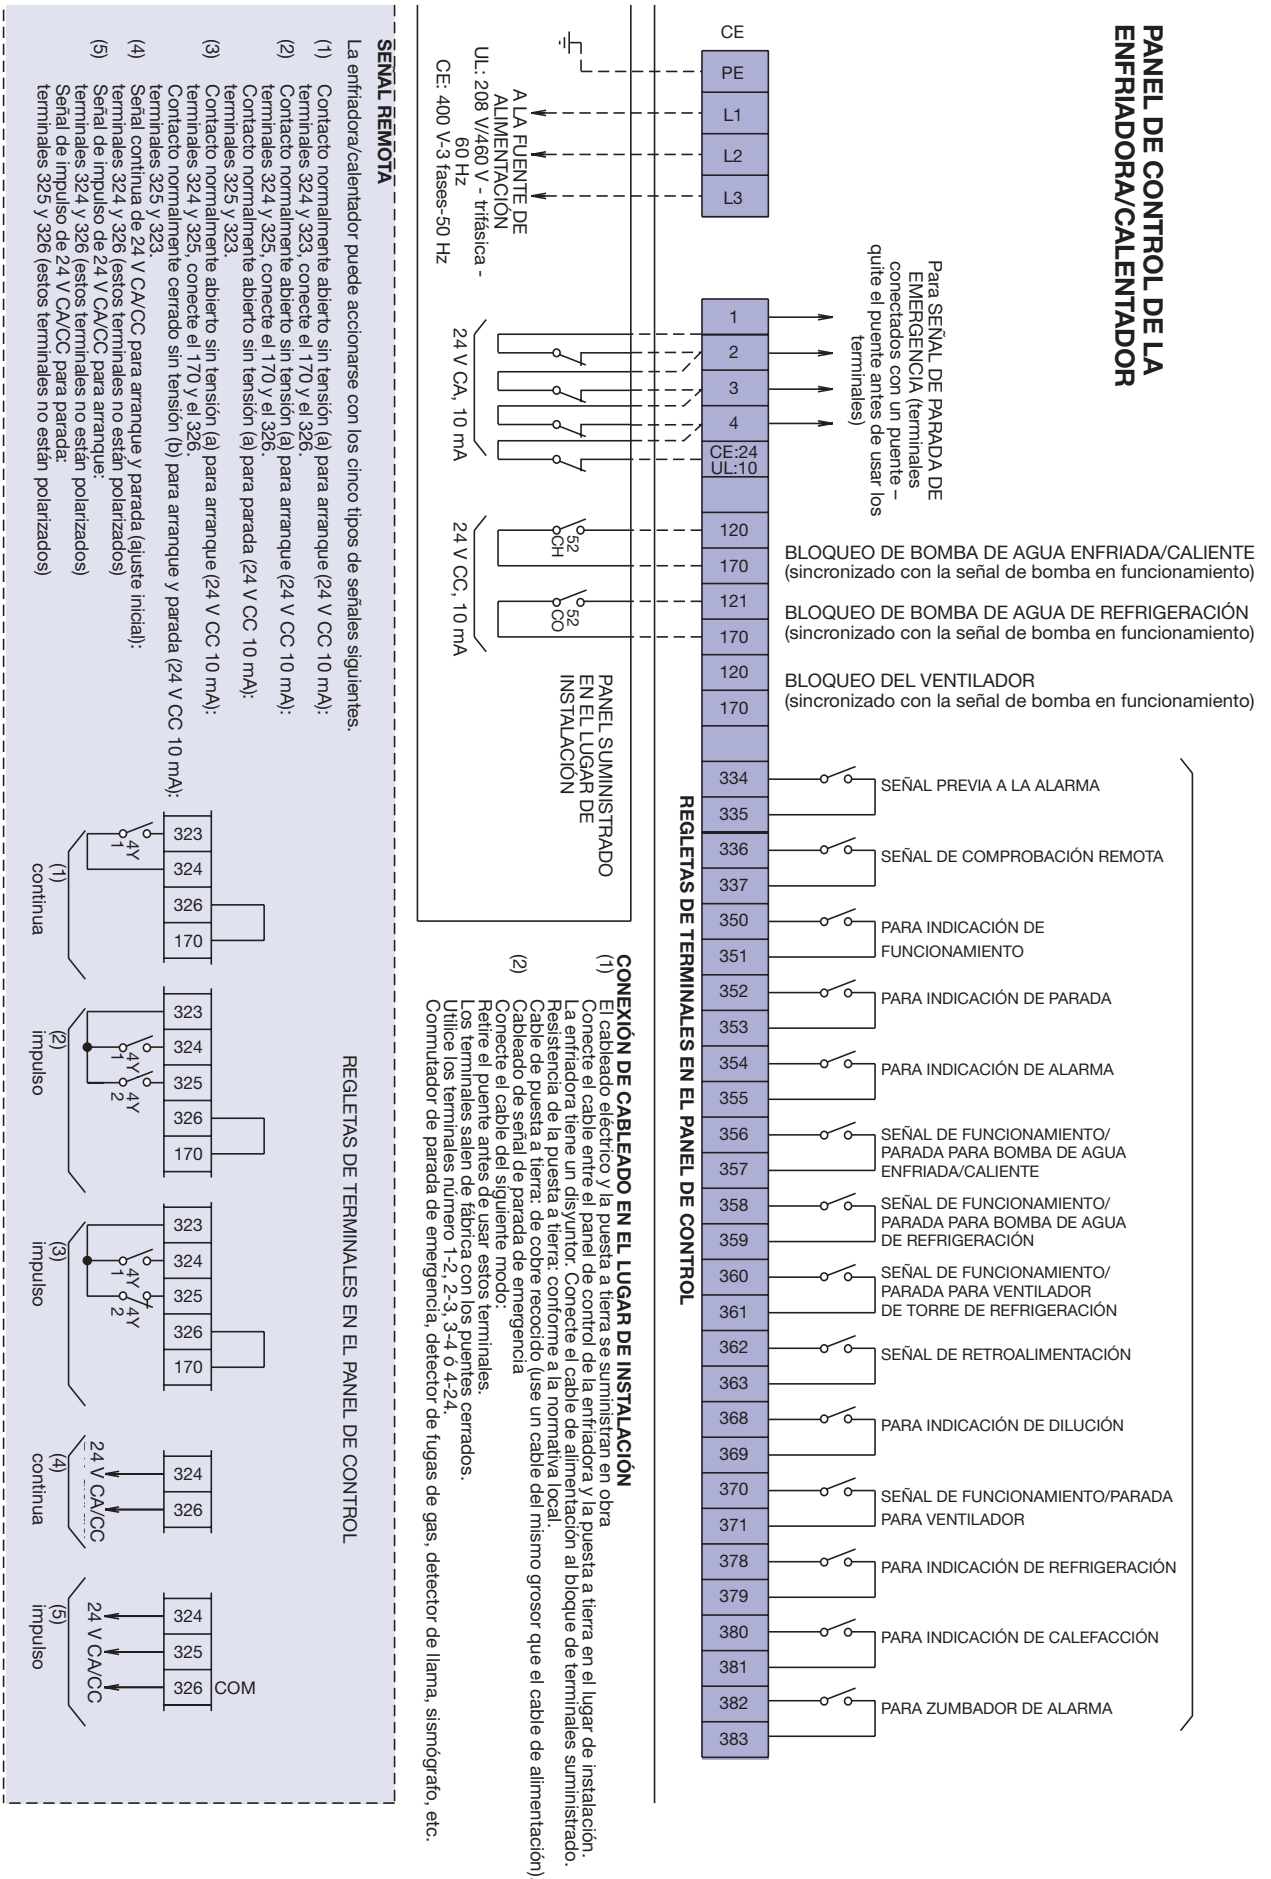 PANEL DE CONTROL DE LA
ENFRIADORA/CALENTADOR
CE
PE
L1
L2
L3
A LA FUENTE DE
ALIMENTACIÓN
UL: 208 V/460 V - trifásica -
60 Hz
CE: 400 V-3 fases-50 Hz
Para SEÑAL DE PARADA DE
EMERGENCIA (terminales
conectados con un puente –
quite el puente antes de usar los
terminales)
1
2
3
4
CE:24
UL:10
120
170
121
170
120
170
24 V CA, 10 mA
52
CH
52
CO
24 V CC, 10 mA
PANEL SUMINISTRADO
EN EL LUGAR DE
INSTALACIÓN
BLOQUEO DE BOMBA DE AGUA ENFRIADA/CALIENTE
(sincronizado con la señal de bomba en funcionamiento)
BLOQUEO DE BOMBA DE AGUA DE REFRIGERACIÓN
(sincronizado con la señal de bomba en funcionamiento)
BLOQUEO DEL VENTILADOR
(sincronizado con la señal de bomba en funcionamiento)
REGLETAS DE TERMINALES EN EL PANEL DE CONTROL
334
335
SEÑAL PREVIA A LA ALARMA
336
337
SEÑAL DE COMPROBACIÓN REMOTA
350
351
PARA INDICACIÓN DE
FUNCIONAMIENTO
352
353
PARA INDICACIÓN DE PARADA
354
355
PARA INDICACIÓN DE ALARMA
356
357
SEÑAL DE FUNCIONAMIENTO/
PARADA PARA BOMBA DE AGUA
ENFRIADA/CALIENTE
358
359
SEÑAL DE FUNCIONAMIENTO/
PARADA PARA BOMBA DE AGUA
DE REFRIGERACIÓN
360
361
SEÑAL DE FUNCIONAMIENTO/
PARADA PARA VENTILADOR
DE TORRE DE REFRIGERACIÓN
362
363
SEÑAL DE RETROALIMENTACIÓN
368
369
PARA INDICACIÓN DE DILUCIÓN
370
371
SEÑAL DE FUNCIONAMIENTO/PARADA
PARA VENTILADOR
378
379
PARA INDICACIÓN DE REFRIGERACIÓN
380
381
PARA INDICACIÓN DE CALEFACCIÓN
382
383
PARA ZUMBADOR DE ALARMA
CONEXIÓN DE CABLEADO EN EL LUGAR DE INSTALACIÓN
(1) El cableado eléctrico y la puesta a tierra se suministran en obra
Conecte el cable entre el panel de control de la enfriadora y la puesta a tierra en el lugar de instalación.
La enfriadora tiene un disyuntor. Conecte el cable de alimentación al bloque de terminales suministrado.
Resistencia de la puesta a tierra: conforme a la normativa local.
Cable de puesta a tierra: de cobre recocido (use un cable del mismo grosor que el cable de alimentación).
(2) Cableado de señal de parada de emergencia
Conecte el cable del siguiente modo:
Retire el puente antes de usar estos terminales.
Los terminales salen de fábrica con los puentes cerrados.
Utilice los terminales número 1-2, 2-3, 3-4 ó 4-24.
Conmutador de parada de emergencia, detector de fugas de gas, detector de llama, sismógrafo, etc.
SEÑAL REMOTA
La enfriadora/calentador puede accionarse con los cinco tipos de señales siguientes.
(1) Contacto normalmente abierto sin tensión (a) para arranque (24 V CC 10 mA):
terminales 324 y 323, conecte el 170 y el 326.
(2) Contacto normalmente abierto sin tensión (a) para arranque (24 V CC 10 mA):
terminales 324 y 325, conecte el 170 y el 326.
Contacto normalmente abierto sin tensión (a) para parada (24 V CC 10 mA):
terminales 325 y 323.
(3) Contacto normalmente abierto sin tensión (a) para arranque (24 V CC 10 mA):
terminales 324 y 325, conecte el 170 y el 326.
Contacto normalmente cerrado sin tensión (b) para arranque y parada (24 V CC 10 mA):
terminales 325 y 323.
(4) Señal continua de 24 V CA/CC para arranque y parada (ajuste inicial):
terminales 324 y 326 (estos terminales no están polarizados)
(5) Señal de impulso de 24 V CA/CC para arranque:
terminales 324 y 326 (estos terminales no están polarizados)
Señal de impulso de 24 V CA/CC para parada:
terminales 325 y 326 (estos terminales no están polarizados)
REGLETAS DE TERMINALES EN EL PANEL DE CONTROL
323
324
326
170
4Y
1
(1)
continua
323
324
325
326
170
4Y
1
4Y
2
(2)
impulso
323
324
325
326
170
4Y
1
4Y
2
(3)
impulso
324
326
24 V CA/CC
(4)
continua
324
325
326
COM
24 V CA/CC
(5)
impulso